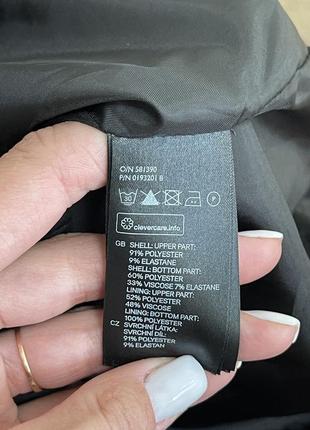 O/N 581390
P/N 0193201 B
30 P
clevercare.info
GB SHELL: UPPER PART:
91% POLYESTER
9% ELASTANE
SHELL: BOTTOM PART:
60% POLYESTER
33% VISCOSE 7% ELASTANE
LINING: UPPER PART:
52% POLYESTER
48% VISCOSE
LINING: BOTTOM PART:
100% POLYESTER
CZ SVRCHNÍ LÁTKA:
SVRCHNÍ DÍL:
91% POLYESTER
9% ELASTAN